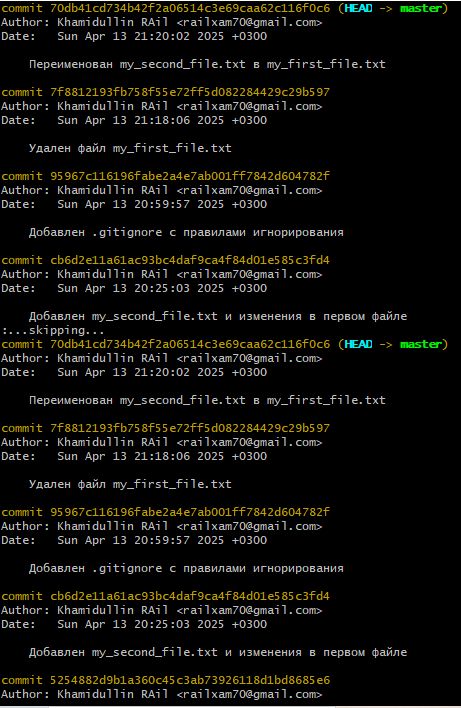 commit 70db41cd734b42f2a06514c3e69caa62c116f0c6 (HEAD -> master)
Author: Khamidullin RAil <railxam70@gmail.com>
Date:   Sun Apr 13 21:20:02 2025 +0300
Переименован my_second_file.txt в my_first_file.txt
commit 7f8812193fb758f55e72ff5d082284429c29b597
Author: Khamidullin RAil <railxam70@gmail.com>
Date:   Sun Apr 13 21:18:06 2025 +0300
Удален файл my_first_file.txt
commit 95967c116196fabe2a4e7ab001ff7842d604782f
Author: Khamidullin RAil <railxam70@gmail.com>
Date:   Sun Apr 13 20:59:57 2025 +0300
Добавлен .gitignore с правилами игнорирования
commit cb6d2e11a61ac93bc4daf9ca4f84d01e585c3fd4
Author: Khamidullin RAil <railxam70@gmail.com>
Date:   Sun Apr 13 20:25:03 2025 +0300
Добавлен my_second_file.txt и изменения в первом файле
:...skipping...
commit 70db41cd734b42f2a06514c3e69caa62c116f0c6 (HEAD -> master)
Author: Khamidullin RAil <railxam70@gmail.com>
Date:   Sun Apr 13 21:20:02 2025 +0300
Переименован my_second_file.txt в my_first_file.txt
commit 7f8812193fb758f55e72ff5d082284429c29b597
Author: Khamidullin RAil <railxam70@gmail.com>
Date:   Sun Apr 13 21:18:06 2025 +0300
Удален файл my_first_file.txt
commit 95967c116196fabe2a4e7ab001ff7842d604782f
Author: Khamidullin RAil <railxam70@gmail.com>
Date:   Sun Apr 13 20:59:57 2025 +0300
Добавлен .gitignore с правилами игнорирования
commit cb6d2e11a61ac93bc4daf9ca4f84d01e585c3fd4
Author: Khamidullin RAil <railxam70@gmail.com>
Date:   Sun Apr 13 20:25:03 2025 +0300
Добавлен my_second_file.txt и изменения в первом файле
commit 5254882d9b1a360c45c3ab73926118d1bd8685e6
Author: Khamidullin RAil <railxam70@gmail.com>